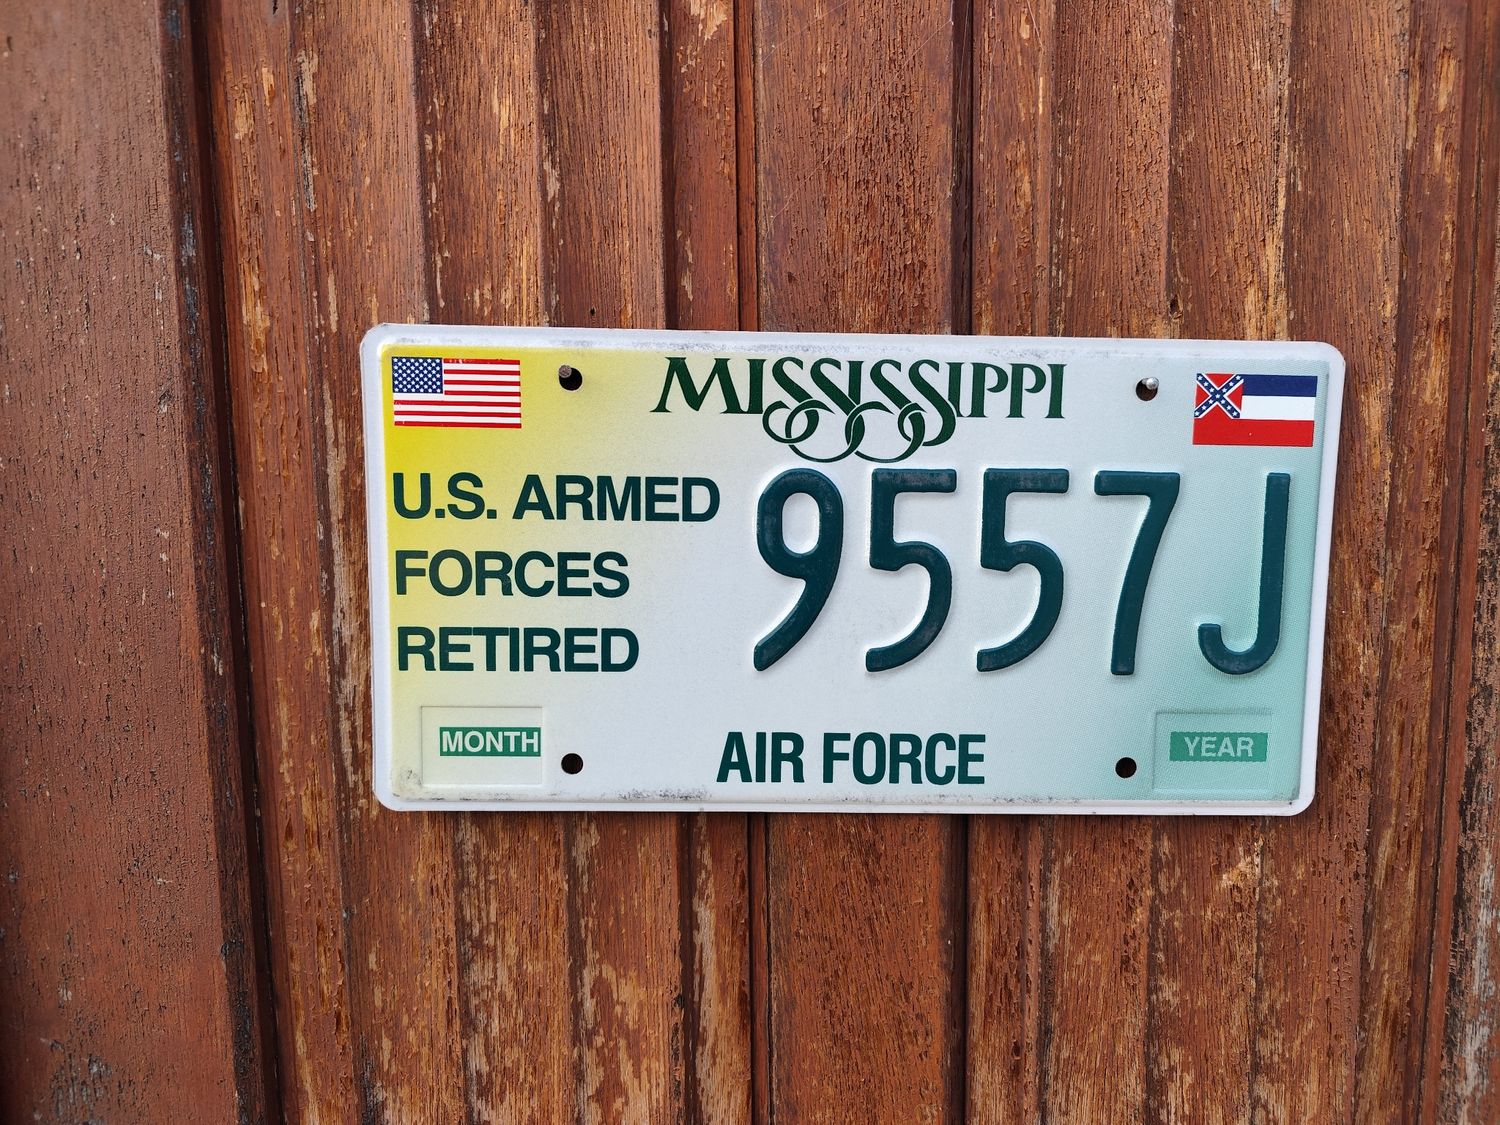 MISSISSIPPI
U.S. ARMED
FORCES
RETIRED
9557J
MONTH
AIR FORCE
YEAR